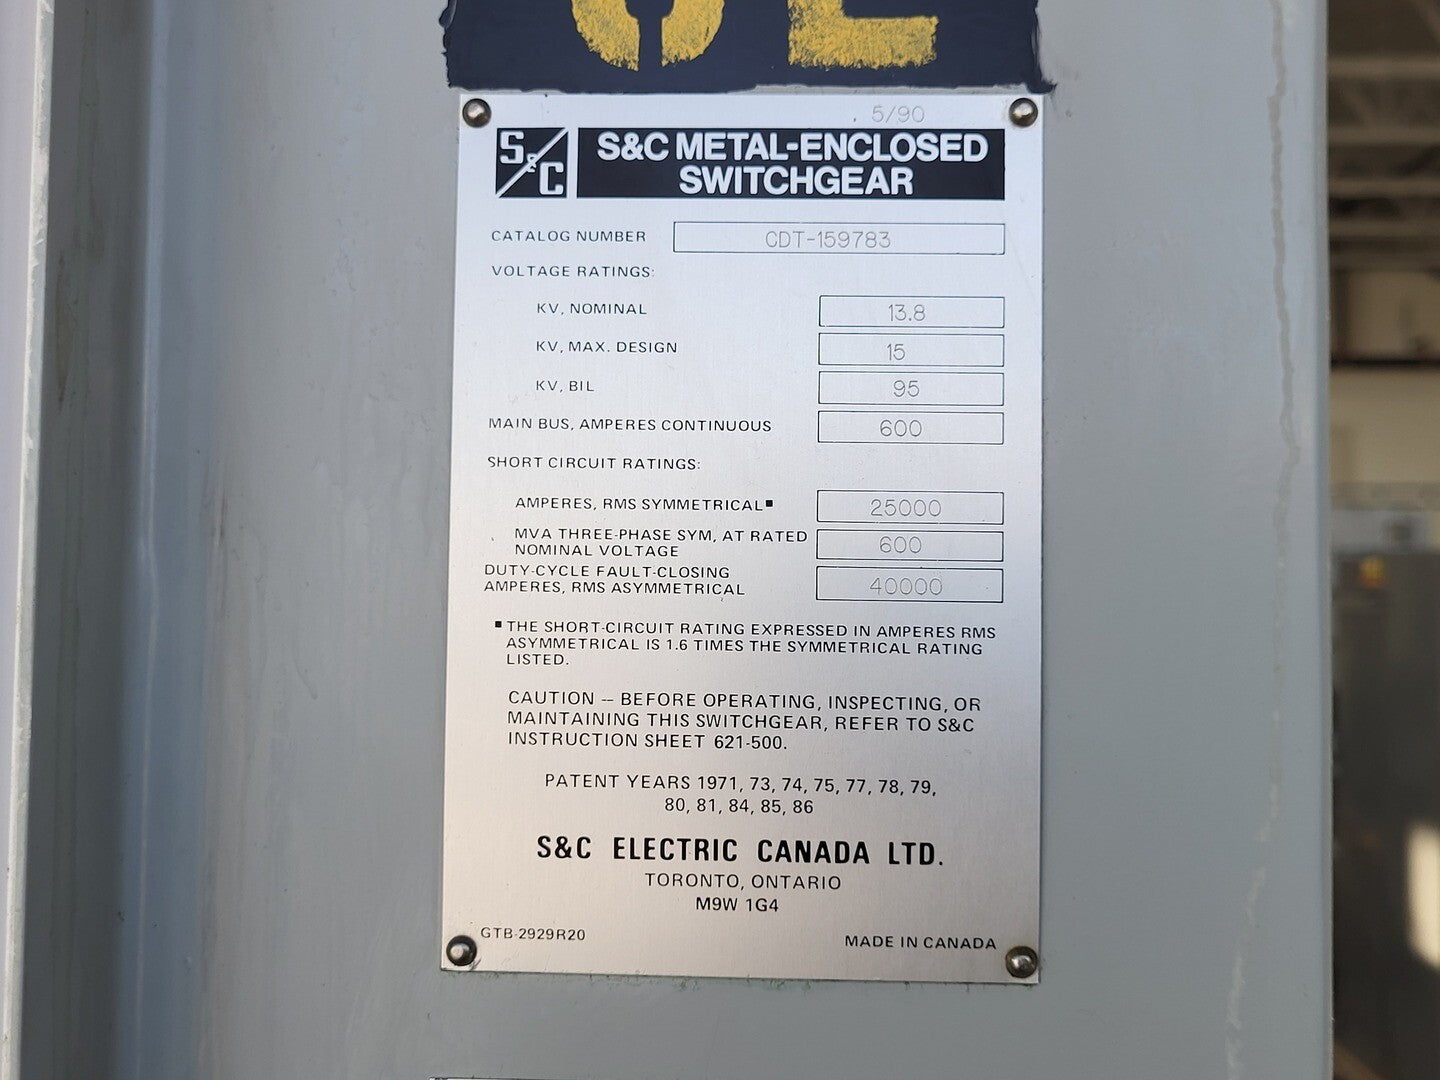 5/90
S&C
S&C METAL-ENCLOSED
SWITCHGEAR
CATALOG NUMBER CDT-159783
VOLTAGE RATINGS:
KV, NOMINAL 13.8
KV, MAX. DESIGN 15
KV, BIL 95
MAIN BUS, AMPERES CONTINUOUS 600
SHORT CIRCUIT RATINGS:
AMPERES, RMS SYMMETRICAL■ 25000
MVA THREE-PHASE SYM, AT RATED
NOMINAL VOLTAGE 600
DUTY-CYCLE FAULT-CLOSING
AMPERES, RMS ASYMMETRICAL 40000
■ THE SHORT-CIRCUIT RATING EXPRESSED IN AMPERES RMS
ASYMMETRICAL IS 1.6 TIMES THE SYMMETRICAL RATING
LISTED.
CAUTION -- BEFORE OPERATING, INSPECTING, OR
MAINTAINING THIS SWITCHGEAR, REFER TO S&C
INSTRUCTION SHEET 621-500.
PATENT YEARS 1971, 73, 74, 75, 77, 78, 79,
80, 81, 84, 85, 86
S&C ELECTRIC CANADA LTD.
TORONTO, ONTARIO
M9W 1G4
GTB-2929R20
MADE IN CANADA